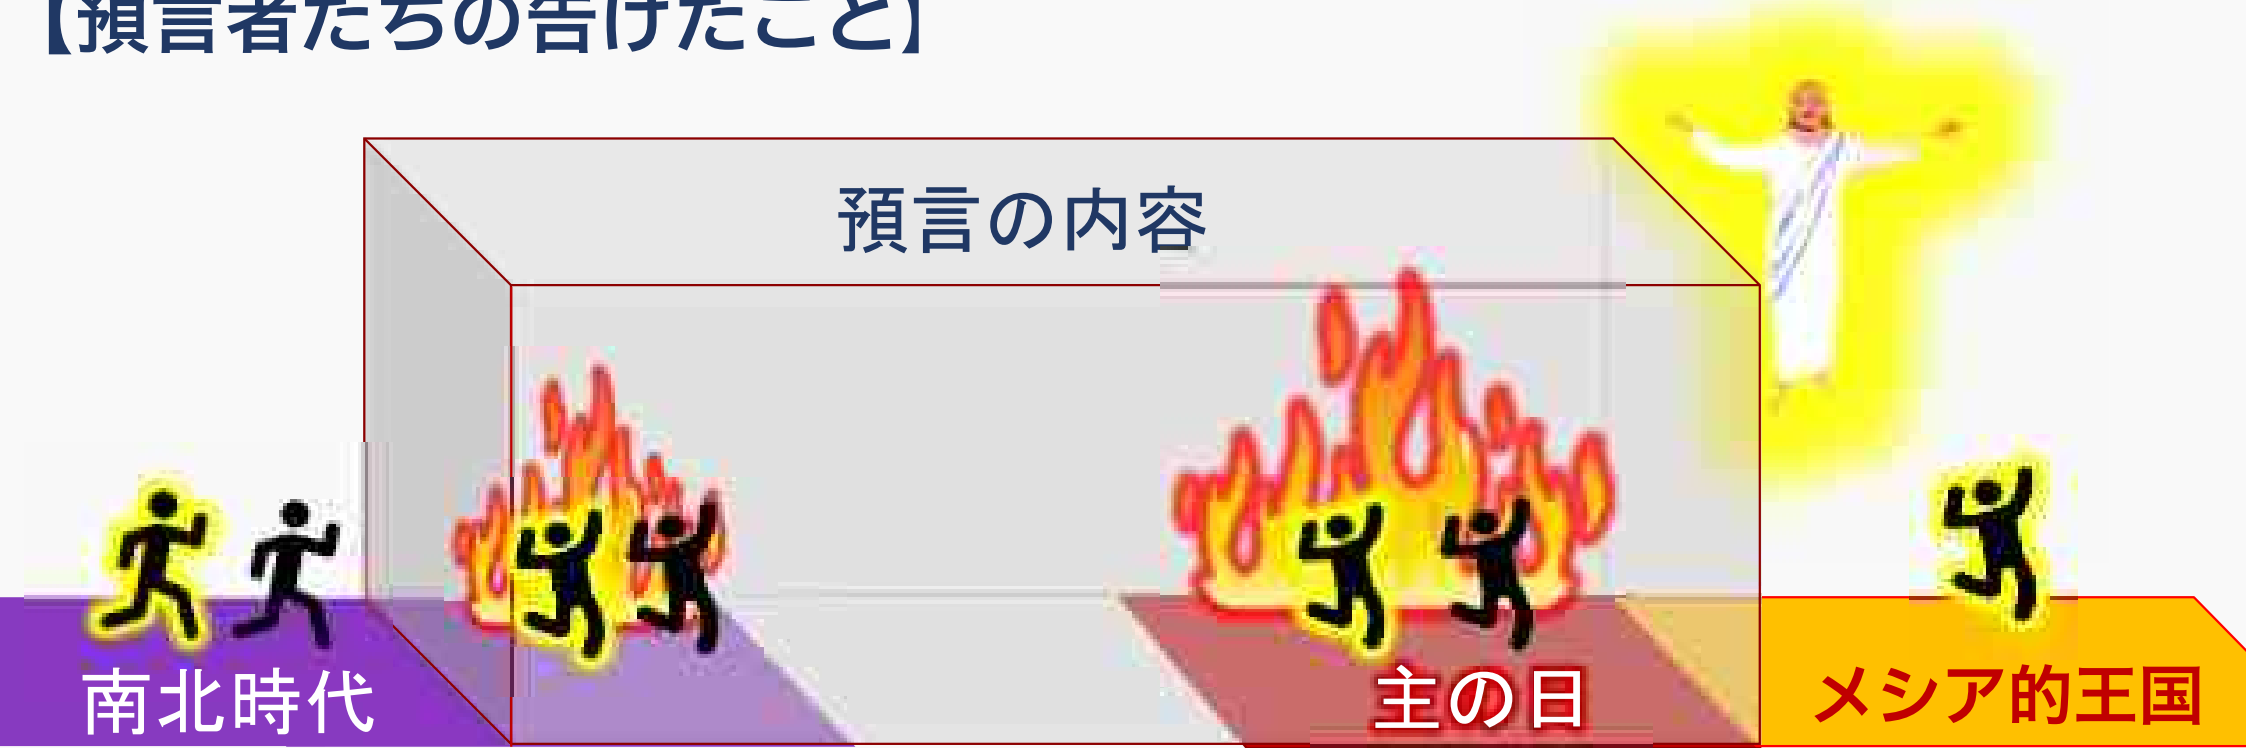 【預言者たちの告げたこと】
預言の内容
南北時代
主の日
メシア的王国